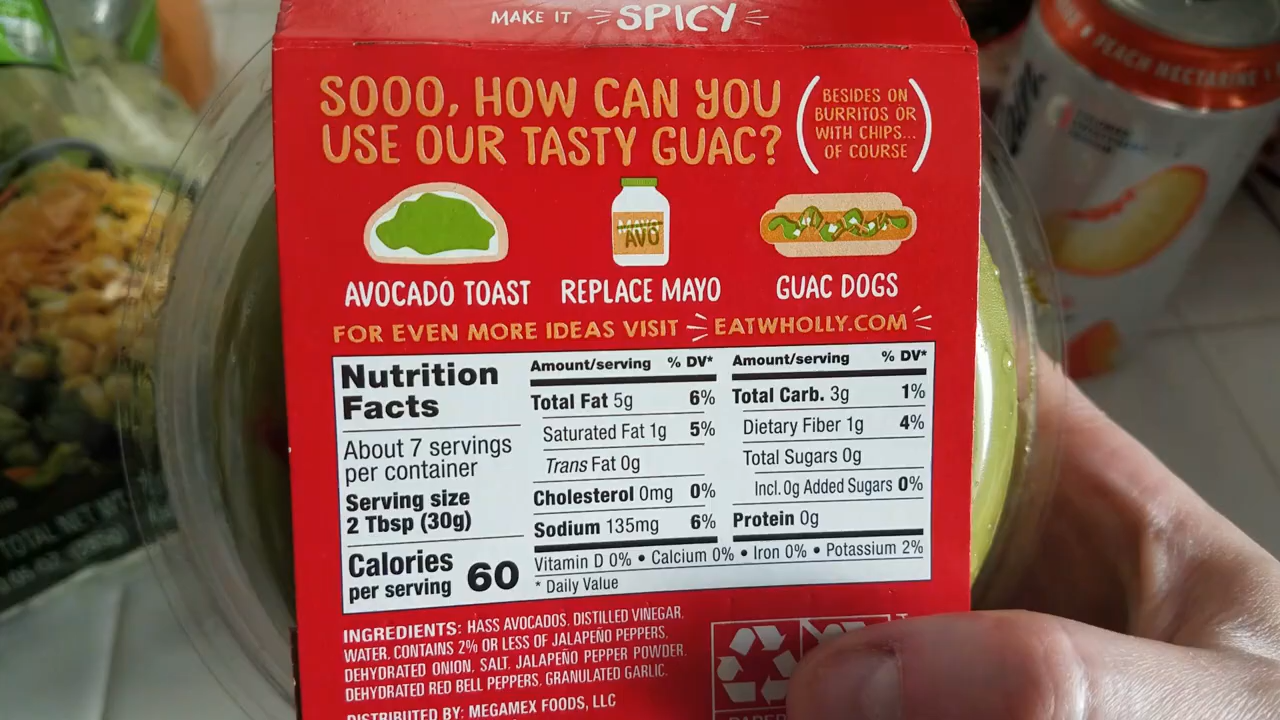 MAKE IT SPICY
SOOO, HOW CAN YOU
USE OUR TASTY GUAC?
(BESIDES ON
BURRITOS OR
WITH CHIPS...
OF COURSE)
MAYO
AVO
AVOCADO TOAST
REPLACE MAYO
GUAC DOGS
FOR EVEN MORE IDEAS VISIT EATWHOLLY.COM
Nutrition
Facts
About 7 servings
per container
Serving size
2 Tbsp (30g)
Calories
per serving 60
Amount/serving % DV*
Total Fat 5g 6%
Saturated Fat 1g 5%
Trans Fat 0g
Cholesterol 0mg 0%
Sodium 135mg 6%
Amount/serving % DV*
Total Carb. 3g 1%
Dietary Fiber 1g 4%
Total Sugars 0g
Incl. 0g Added Sugars 0%
Protein 0g
Vitamin D 0% • Calcium 0% • Iron 0% • Potassium 2%
* Daily Value
INGREDIENTS: HASS AVOCADOS, DISTILLED VINEGAR,
WATER, CONTAINS 2% OR LESS OF JALAPEÑO PEPPERS,
DEHYDRATED ONION, SALT, JALAPEÑO PEPPER POWDER,
DEHYDRATED RED BELL PEPPERS, GRANULATED GARLIC.
DISTRIBUTED BY: MEGAMEX FOODS, LLC
PEACH NECTARINE
TOTAL NET WT